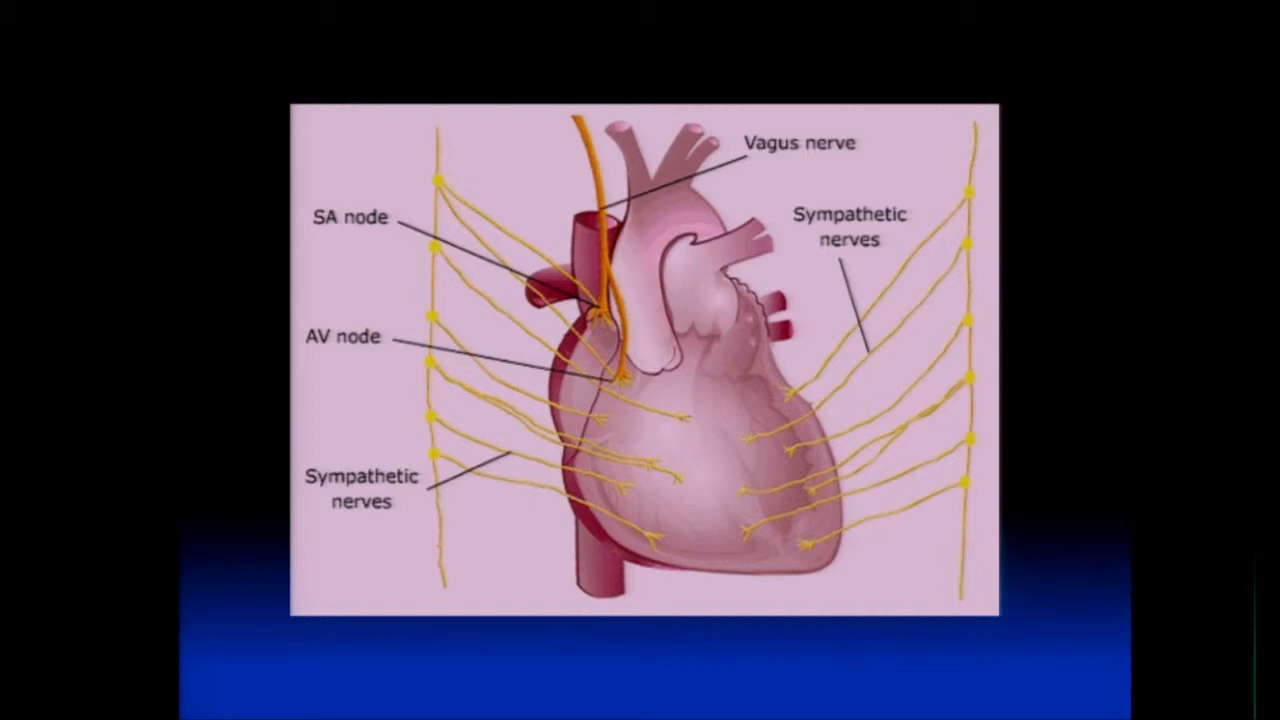 Vagus nerve
SA node
Sympathetic
nerves
AV node
Sympathetic
nerves